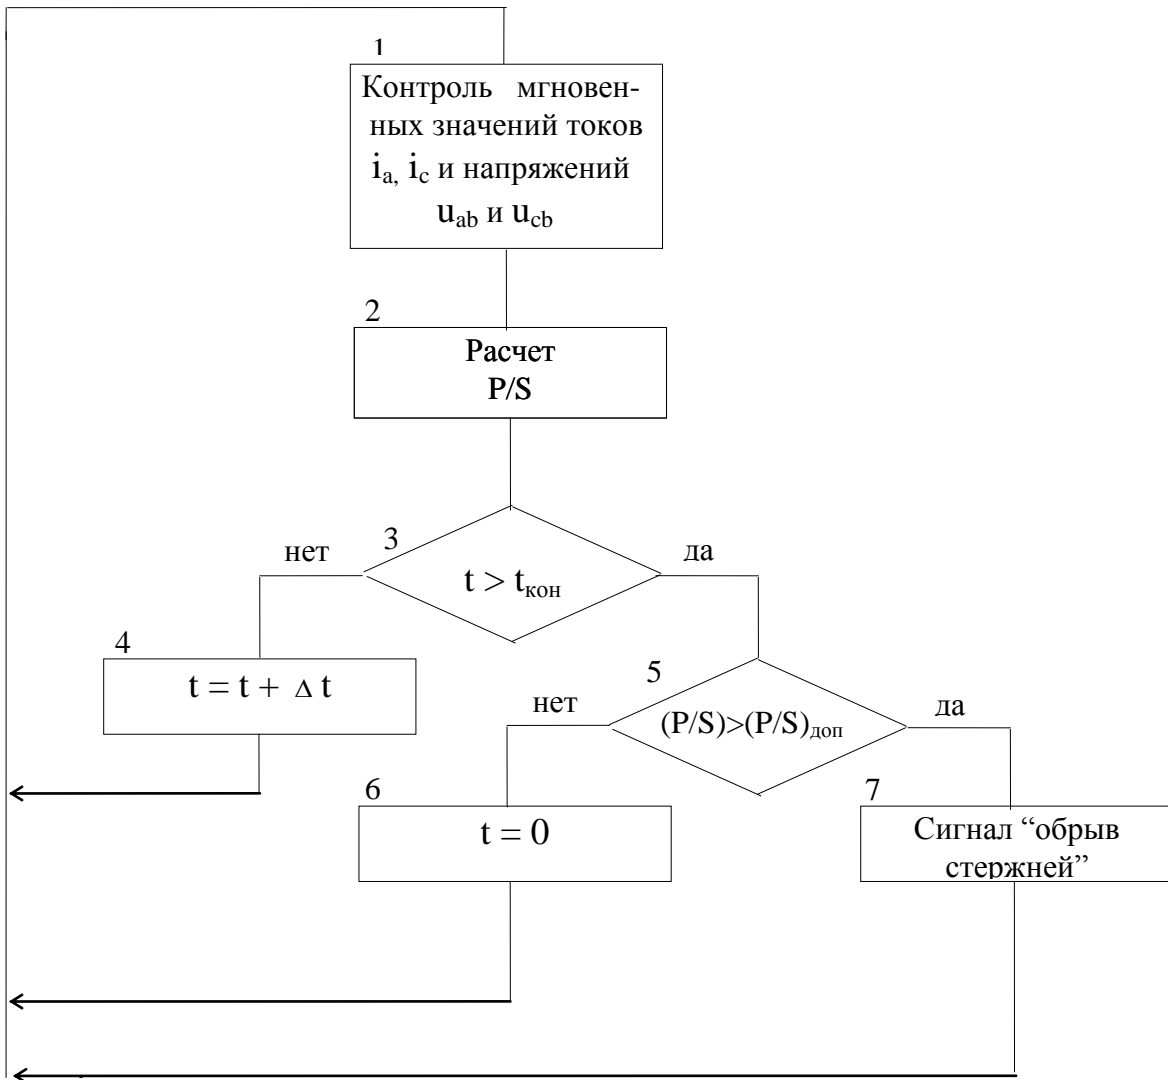 1
Контроль мгновен-
ных значений токов
iа, iс и напряжений
uab и ucb
2
Расчет
P/S
3
нет
да
t > tкон
4
t = t + Δ t
5
нет
да
(P/S)>(P/S)доп
6
t = 0
7
Сигнал “обрыв
стержней”